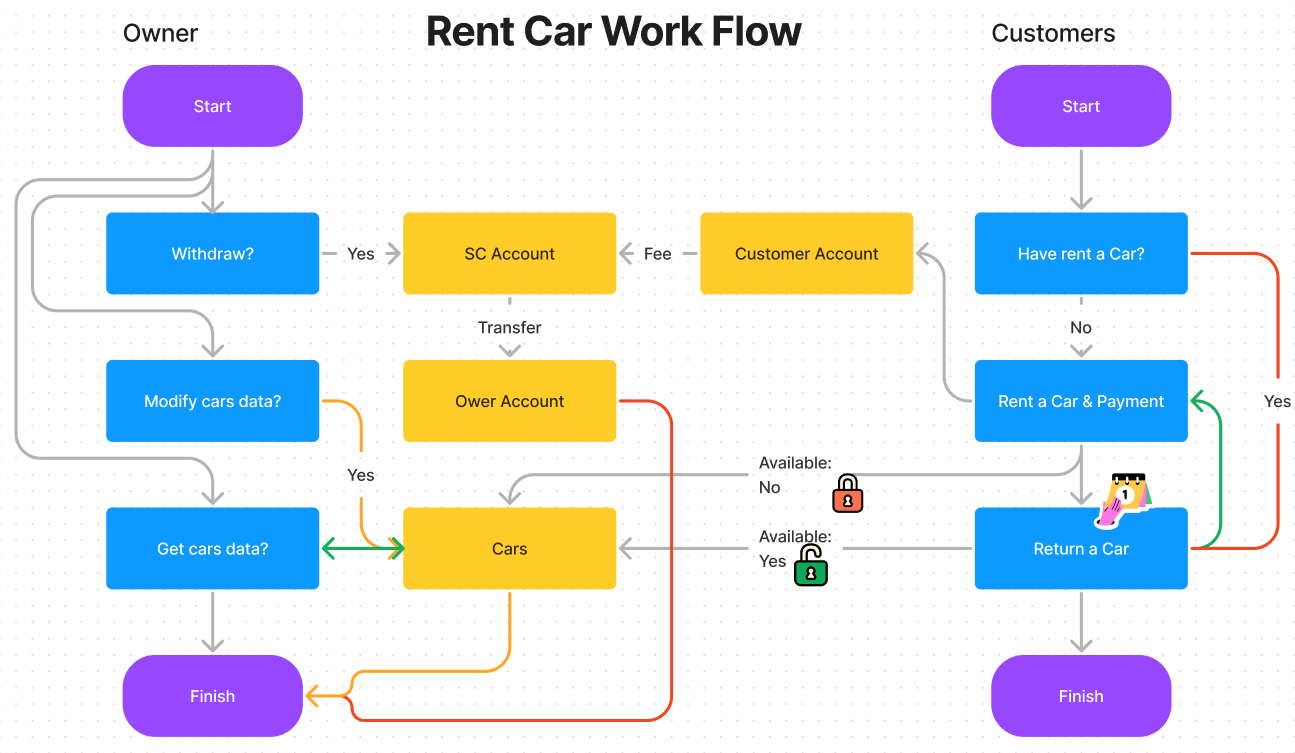 Owner
Rent Car Work Flow
Customers
Start
Start
Withdraw?
Yes
SC Account
Fee
Customer Account
Have rent a Car?
Transfer
No
Modify cars data?
Ower Account
Rent a Car & Payment
Yes
Yes
Available:
No
1
Get cars data?
Cars
Available:
Yes
Return a Car
Finish
Finish